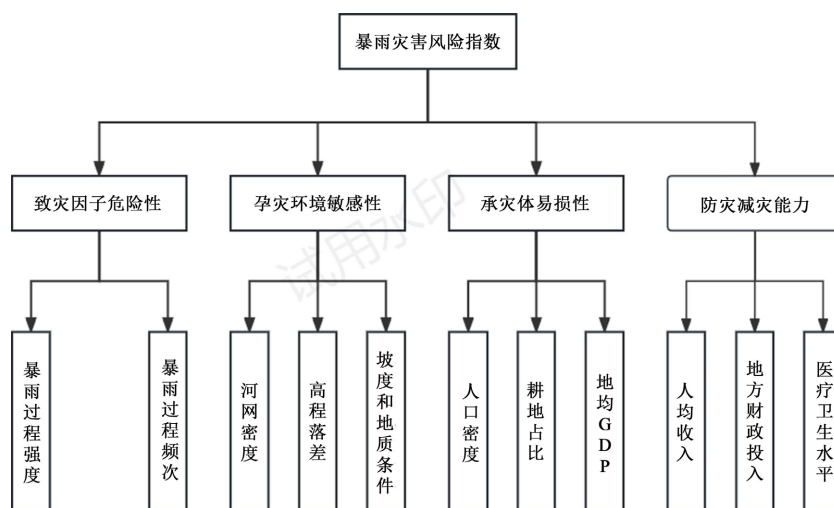 暴雨灾害风险指数
致灾因子危险性
孕灾环境敏感性
承灾体易损性
防灾减灾能力
试用水印
暴雨过程强度
暴雨过程频次
河网密度
高程落差
坡度和地质条件
人口密度
耕地占比
地均GDP
人均收入
地方财政投入
医疗卫生水平